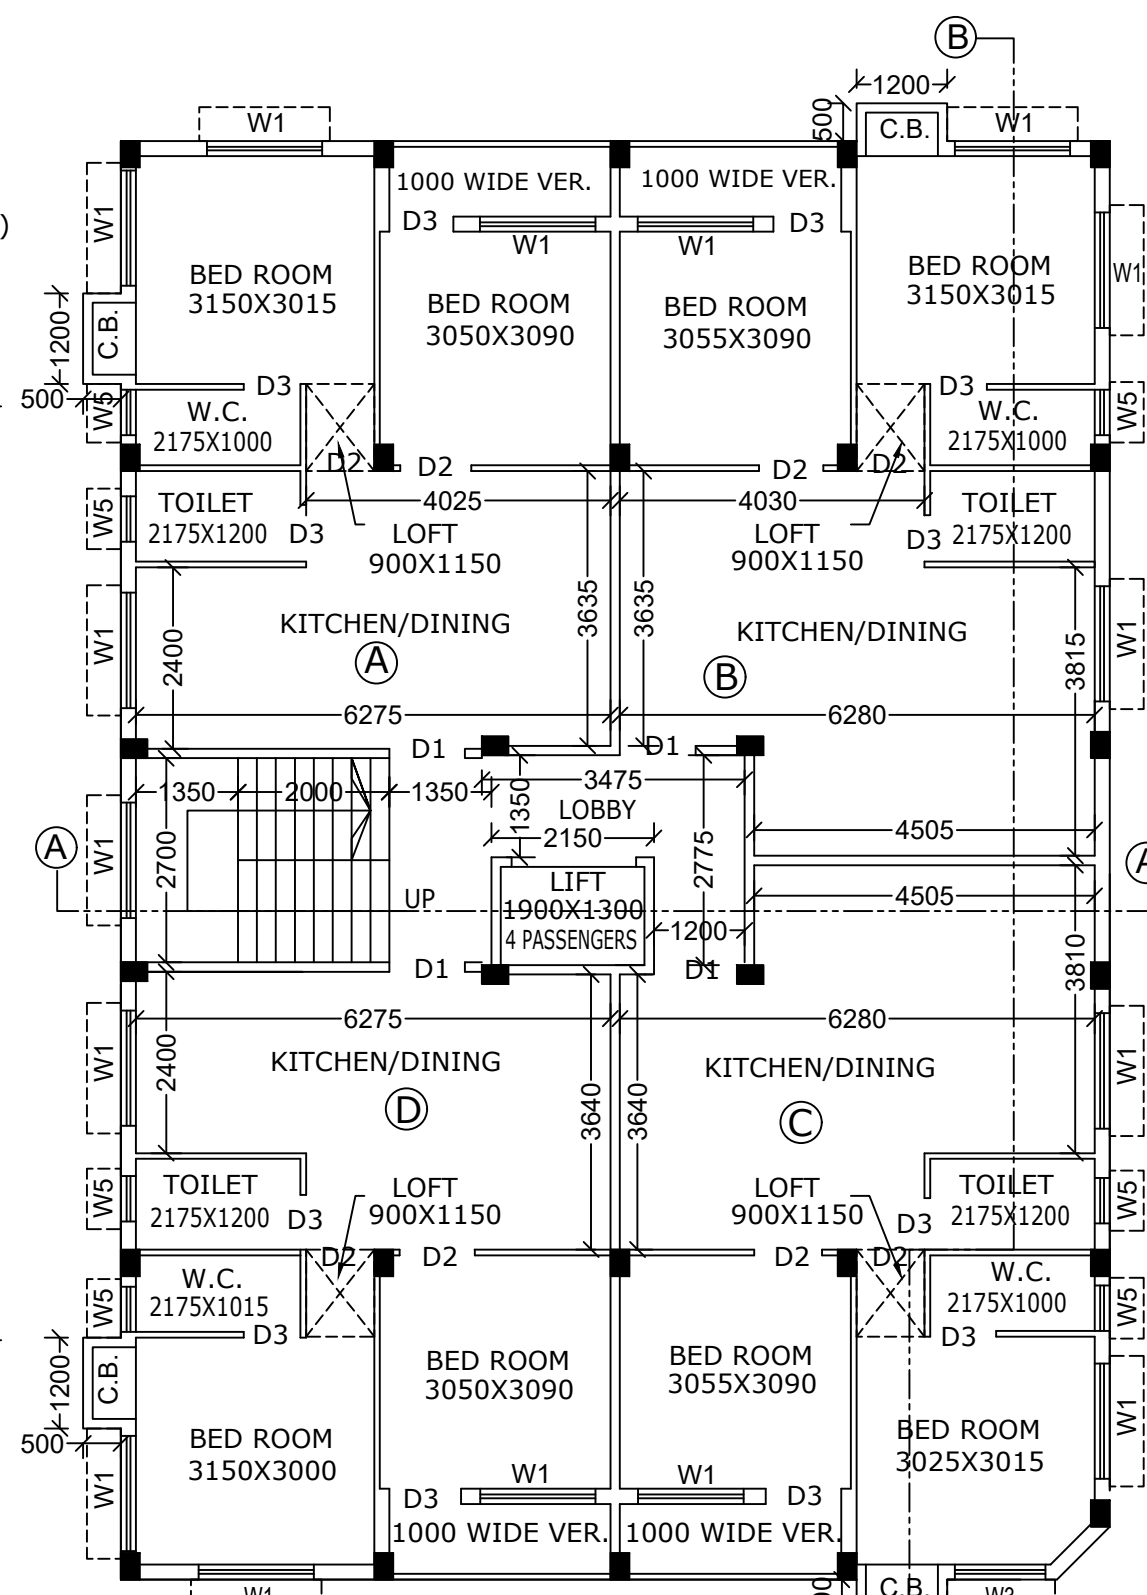 B
1200
500
C.B.
W1
W1
)
1000 WIDE VER.
1000 WIDE VER.
W1
D3
D3
W1
W1
W1
BED ROOM
3150X3015
BED ROOM
3150X3015
BED ROOM
3050X3090
BED ROOM
3055X3090
1200
C.B.
500
W5
D3
D3
W5
W.C.
2175X1000
W.C.
2175X1000
D2
D2
D2
D2
4025
4030
W5
TOILET
2175X1200
D3
LOFT
900X1150
LOFT
900X1150
D3
TOILET
2175X1200
3635
3635
W1
2400
KITCHEN/DINING
A
KITCHEN/DINING
B
3815
W1
6275
6280
D1
D1
1350
2000
1350
1350
3475
LOBBY
2150
4505
A
W1
2700
2775
A
LIFT
1900X1300
4 PASSENGERS
UP
1200
4505
D1
D1
3810
6275
6280
W1
2400
KITCHEN/DINING
D
KITCHEN/DINING
C
W1
3640
3640
W5
TOILET
2175X1200
D3
LOFT
900X1150
LOFT
900X1150
D3
TOILET
2175X1200
W5
D2
D2
D2
D2
W5
W.C.
2175X1015
D3
W.C.
2175X1000
D3
W5
1200
C.B.
500
BED ROOM
3050X3090
BED ROOM
3055X3090
W1
BED ROOM
3150X3000
BED ROOM
3025X3015
W1
W1
W1
D3
D3
1000 WIDE VER.
1000 WIDE VER.
W1
C.B.